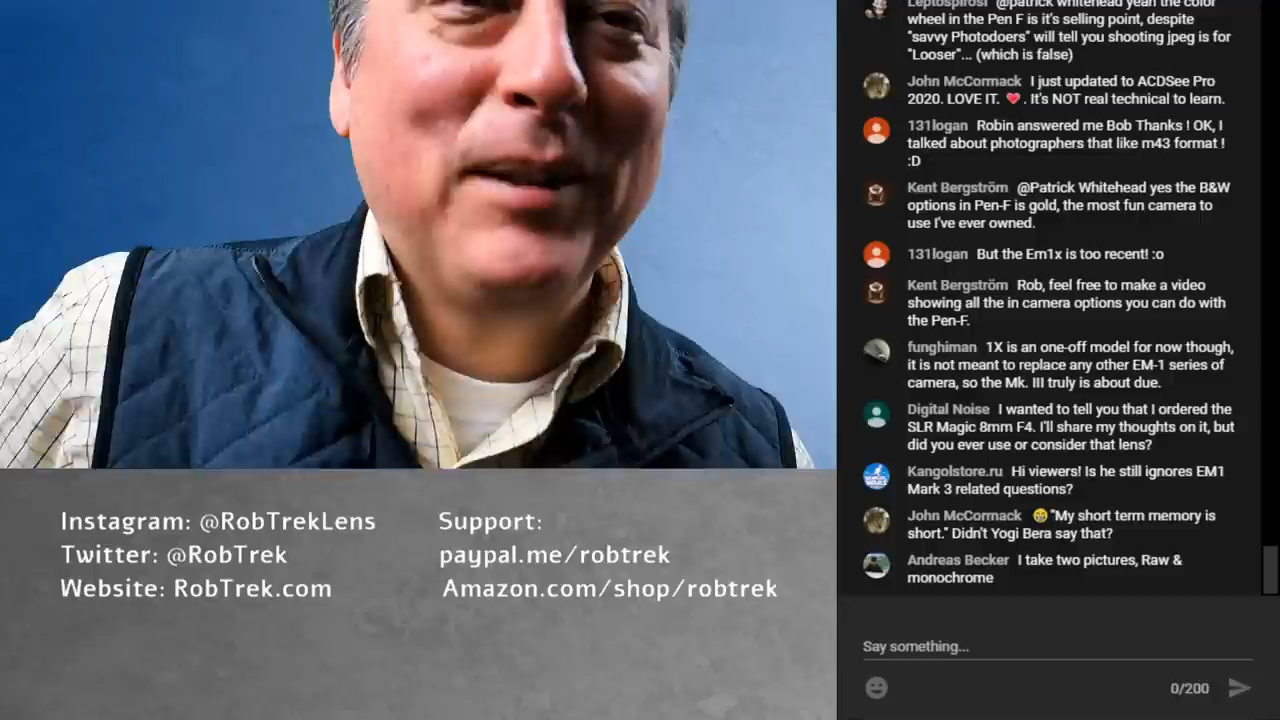 Instagram: @RobTrekLens
Twitter: @RobTrek
Website: RobTrek.com
Support:
paypal.me/robtrek
Amazon.com/shop/robtrek
Leptospirosi @patrick whitehead yeah the color
wheel in the Pen F is it's selling point, despite
"savvy Photodoers" will tell you shooting jpeg is for
"Looser"... (which is false)
John McCormack I just updated to ACDSee Pro
2020. LOVE IT. ❤️ . It's NOT real technical to learn.
131logan Robin answered me Bob Thanks ! OK, I
talked about photographers that like m43 format !
:D
Kent Bergström @Patrick Whitehead yes the B&W
options in Pen-F is gold, the most fun camera to
use I've ever owned.
131logan But the Em1x is too recent! :o
Kent Bergström Rob, feel free to make a video
showing all the in camera options you can do with
the Pen-F.
funghiman 1X is an one-off model for now though,
it is not meant to replace any other EM-1 series of
camera, so the Mk. III truly is about due.
Digital Noise I wanted to tell you that I ordered the
SLR Magic 8mm F4. I'll share my thoughts on it, but
did you ever use or consider that lens?
Kangolstore.ru Hi viewers! Is he still ignores EM1
Mark 3 related questions?
John McCormack 😁 "My short term memory is
short." Didn't Yogi Bera say that?
Andreas Becker I take two pictures, Raw &
monochrome
Say something...
0/200